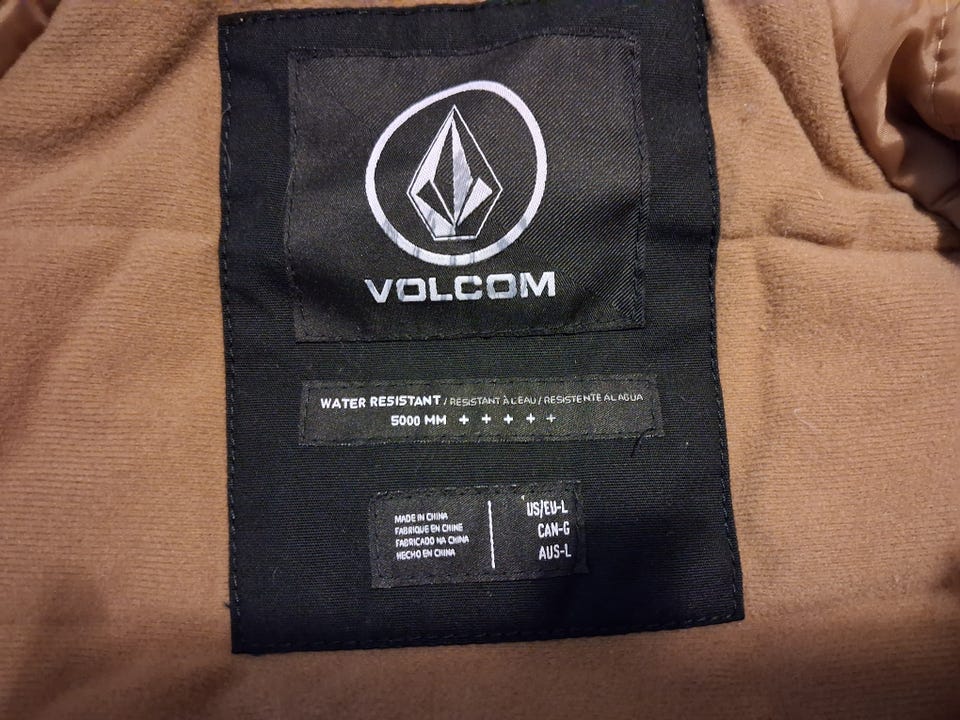 VOLCOM
WATER RESISTANT / RÉSISTANT À L'EAU / RESISTENTE AL AGUA
5000 MM + + + + +
MADE IN CHINA
FABRIQUE EN CHINE
FABRICADO NA CHINA
HECHO EN CHINA
US/EU-L
CAN-G
AUS-L